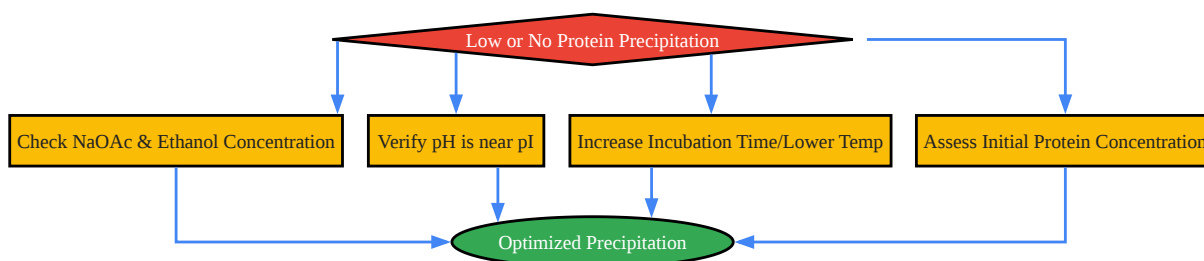 Low or No Protein Precipitation
Check NaOAc & Ethanol Concentration
Verify pH is near pI
Increase Incubation Time/Lower Temp
Assess Initial Protein Concentration
Optimized Precipitation